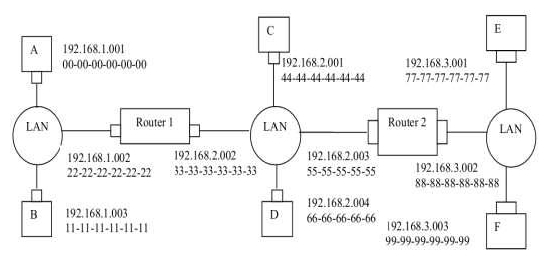 A
192.168.1.001
00-00-00-00-00-00
C
192.168.2.001
44-44-44-44-44-44
E
192.168.3.001
77-77-77-77-77-77
LAN
Router 1
LAN
Router 2
LAN
192.168.1.002
22-22-22-22-22-22
192.168.2.002
33-33-33-33-33-33
192.168.2.003
55-55-55-55-55
192.168.3.002
88-88-88-88-88-88
B
192.168.1.003
11-11-11-11-11-11
D
192.168.2.004
66-66-66-66-66
192.168.3.003
99-99-99-99-99-99
F